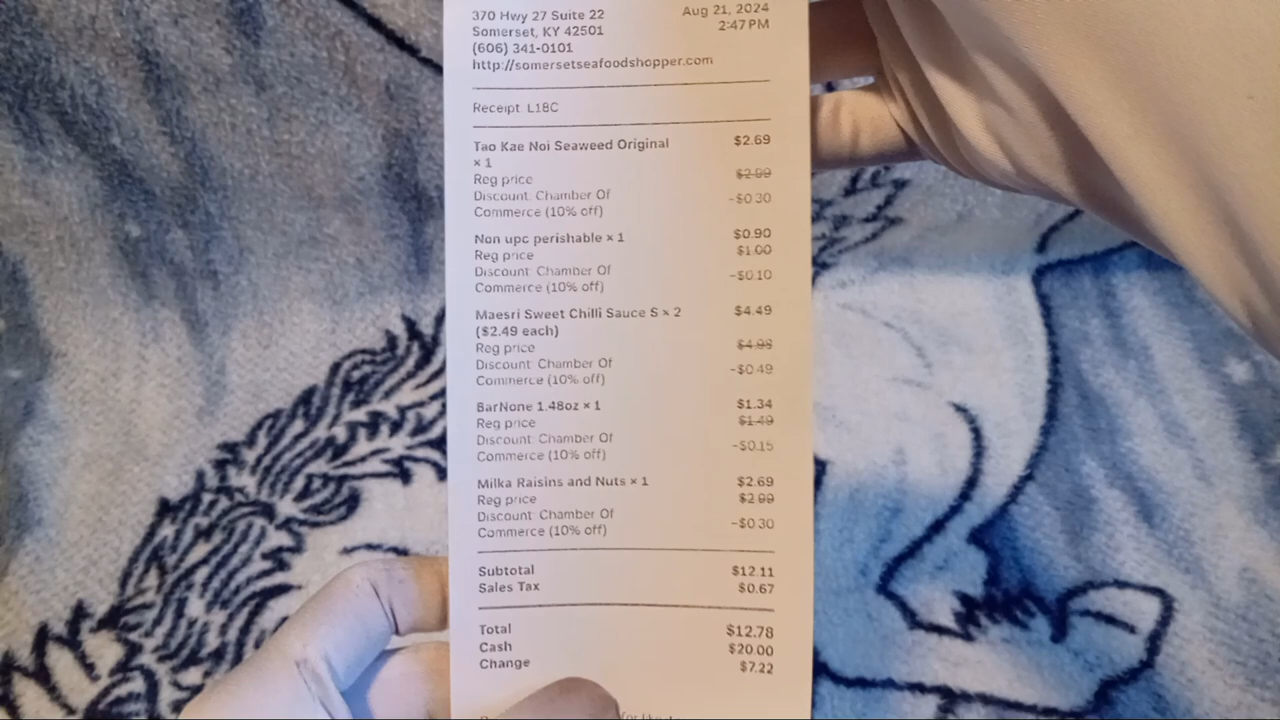 370 Hwy 27 Suite 22
Aug 21, 2024
Somerset, KY 42501
2:47 PM
(606) 341-0101
http://somersetseafoodshopper.com
Receipt L18C
Tao Kae Noi Seaweed Original $2.69
× 1
Reg price $2.99
Discount: Chamber Of -$0.30
Commerce (10% off)
Non upc perishable × 1 $0.90
Reg price $1.00
Discount: Chamber Of -$0.10
Commerce (10% off)
Maesri Sweet Chilli Sauce S × 2 $4.49
($2.49 each)
Reg price $4.98
Discount: Chamber Of -$0.49
Commerce (10% off)
BarNone 1.48oz × 1 $1.34
Reg price $1.49
Discount: Chamber Of -$0.15
Commerce (10% off)
Milka Raisins and Nuts × 1 $2.69
Reg price $2.99
Discount: Chamber Of -$0.30
Commerce (10% off)
Subtotal $12.11
Sales Tax $0.67
Total $12.78
Cash $20.00
Change $7.22